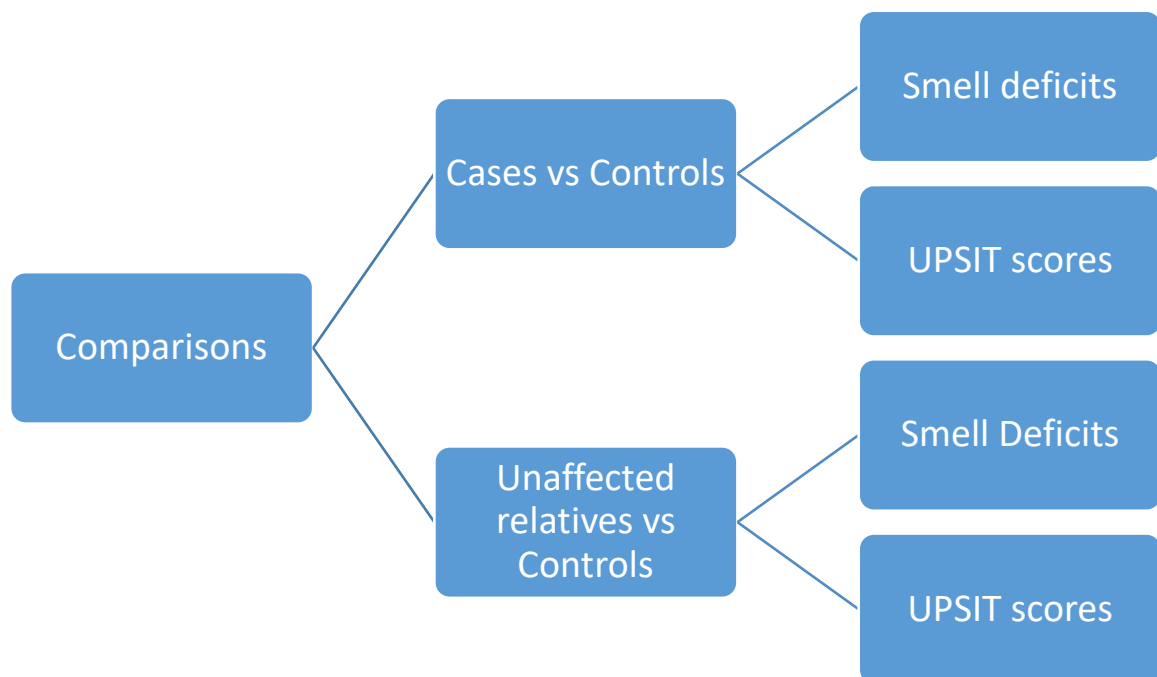 Comparisons
Cases vs Controls
Smell deficits
UPSIT scores
Unaffected
relatives vs
Controls
Smell Deficits
UPSIT scores